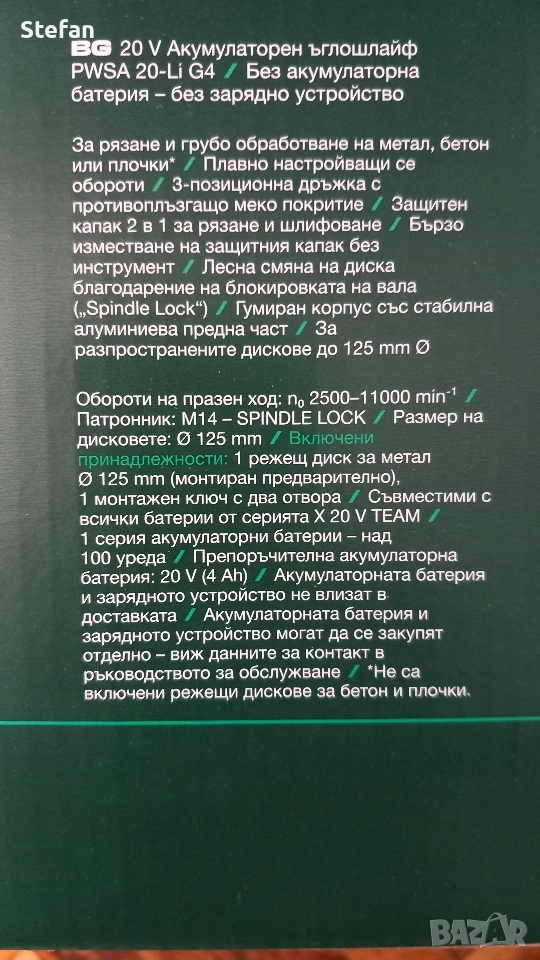 Stefan
BG 20 V Акумулаторен ъглошлайф
PWSA 20-Li G4 / Без акумулаторна
батерия – без зарядно устройство
За рязане и грубо обработване на метал, бетон
или плочки* / Плавно настройващи се
обороти / 3-позиционна дръжка с
противоплъзгащо меко покритие / Защитен
капак 2 в 1 за рязане и шлифоване / Бързо
изместване на защитния капак без
инструмент / Лесна смяна на диска
благодарение на блокировката на вала
(„Spindle Lock“) / Гумиран корпус със стабилна
алуминиева предна част / За
разпространените дискове до 125 mm Ø
Обороти на празен ход: n₀ 2500–11000 min⁻¹ /
Патронник: M14 – SPINDLE LOCK / Размер на
дисковете: Ø 125 mm / Включени
принадлежности: 1 режещ диск за метал
Ø 125 mm (монтиран предварително),
1 монтажен ключ с два отвора / Съвместими с
всички батерии от серията X 20 V TEAM /
1 серия акумулаторни батерии – над
100 уреда / Препоръчителна акумулаторна
батерия: 20 V (4 Ah) / Акумулаторната батерия
и зарядното устройство не влизат в
доставката / Акумулаторната батерия и
зарядното устройство могат да се закупят
отделно – виж данните за контакт в
ръководството за обслужване / *Не са
включени режещи дискове за бетон и плочки.
BAZAR